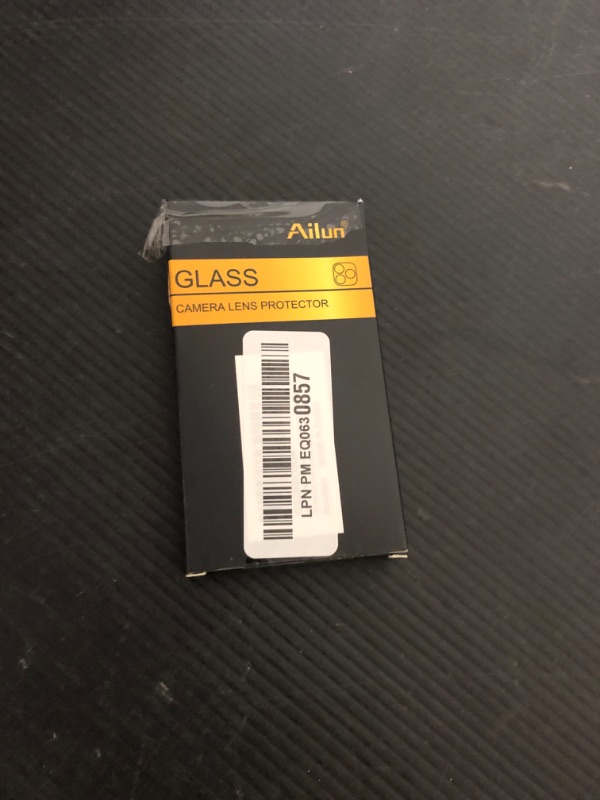 Ailun®
GLASS
CAMERA LENS PROTECTOR
LPN PM EQ0630857